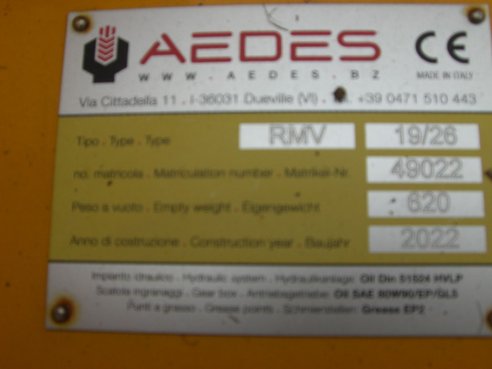 AEDES CE
WWW.AEDES.BZ MADE IN ITALY
Via Cittadella 11 . I-36031 Dueville (VI) . Tel. +39 0471 510 443
Tipo . Type . Type RMV 19/26
no. matricola . Matriculation number . Matrikel-Nr. 49022
Peso a vuoto . Empty weight . Eigengewicht 620
Anno di costruzione . Construction year . Baujahr 2022
Impianto idraulico . Hydraulic system . Hydraulikanlage: Oil Din 51524 HVLP
Scatola ingranaggi . Gear box . Antriebsgetriebe: Oil SAE 80W90/EP/GL5
Punti a grasso . Grease points . Schmierstellen: Grease EP2